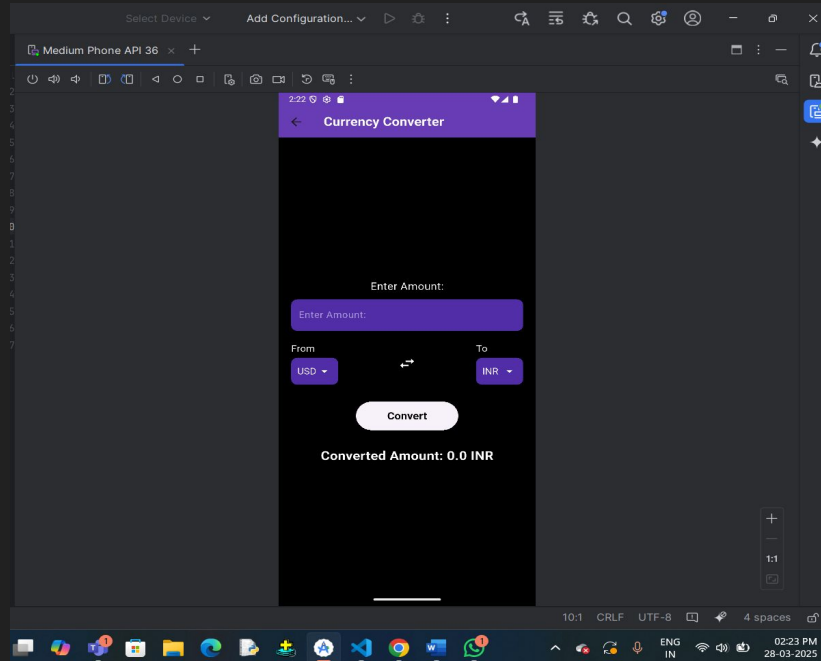 Select Device
Add Configuration...
Medium Phone API 36
2:22
Currency Converter
Enter Amount:
Enter Amount:
From To
USD INR
Convert
Converted Amount: 0.0 INR
1:1
10:1 CRLF UTF-8 4 spaces
1 1
ENG
IN
02:23 PM
28-03-2025